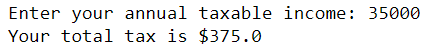 Enter your annual taxable income: 35000
Your total tax is $375.0